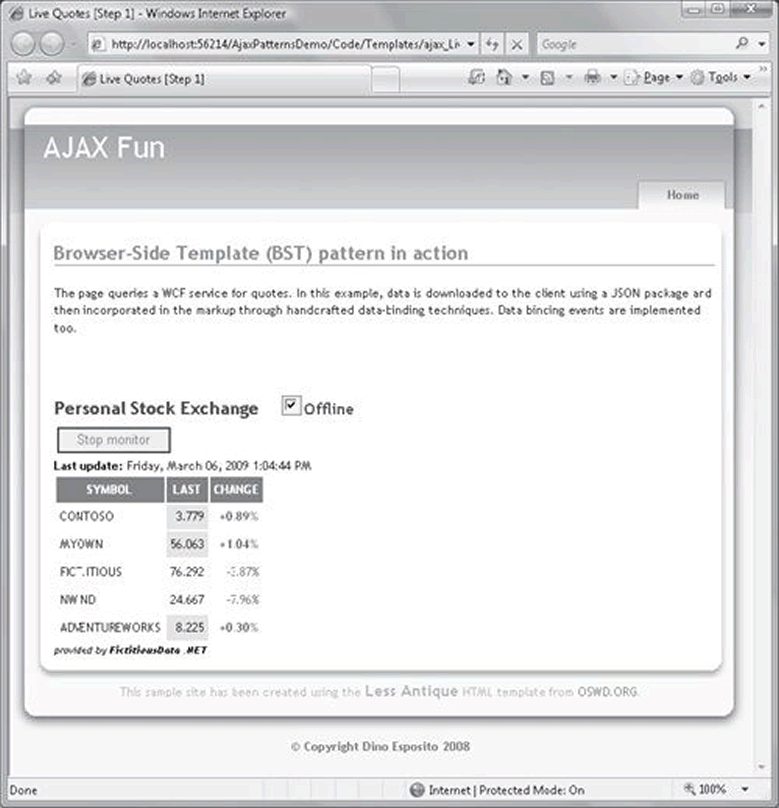 Live Quotes [Step 1] - Windows Internet Explorer
http://localhost:56214/AjaxPatternsDemo/Code/Templates/ajax_Li
Google
Live Quotes [Step 1]
Page
Tools
AJAX Fun
Home
Browser-Side Template (BST) pattern in action
The page queries a WCF service for quotes. In this example, data is downloaded to the client using a JSON package and
then incorporated in the markup through handcrafted data-binding techniques. Data bincing events are implemented
too.
Personal Stock Exchange Offline
Stop monitor
Last update: Friday, March 06, 2009 1:04:44 PM
SYMBOL LAST CHANGE
CONTOSO 3.779 +0.89%
MYOWN 56.063 +1.04%
FICTITIOUS 76.292
NWIND 24.667 -7.96%
ADVENTUREWORKS 8.225 +0.30%
provided by FictitiousData .NET
This sample site has been created using the Less Antique HTML template from OSWD.ORG.
© Copyright Dino Esposito 2008
Done
Internet | Protected Mode: On
100%